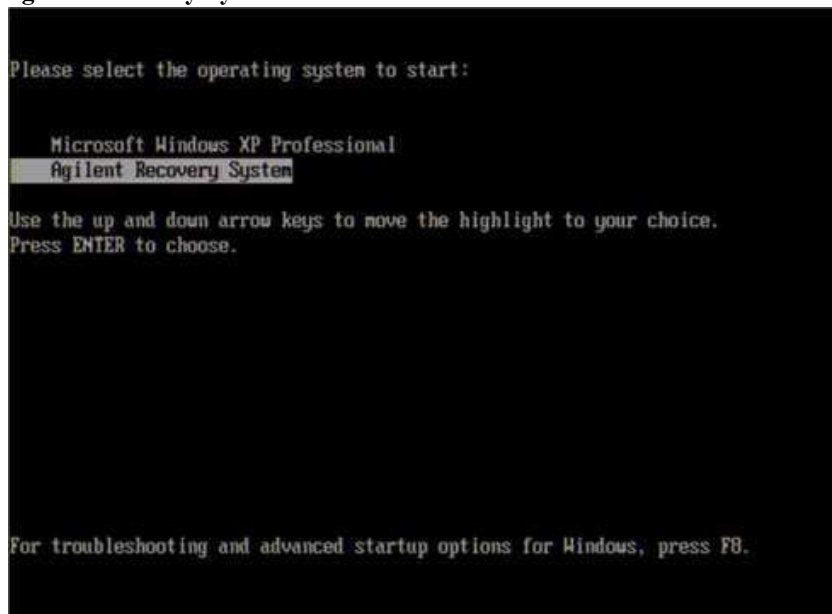 Please select the operating system to start:
Microsoft Windows XP Professional
Agilent Recovery System
Use the up and down arrow keys to move the highlight to your choice.
Press ENTER to choose.
For troubleshooting and advanced startup options for Windows, press F8.